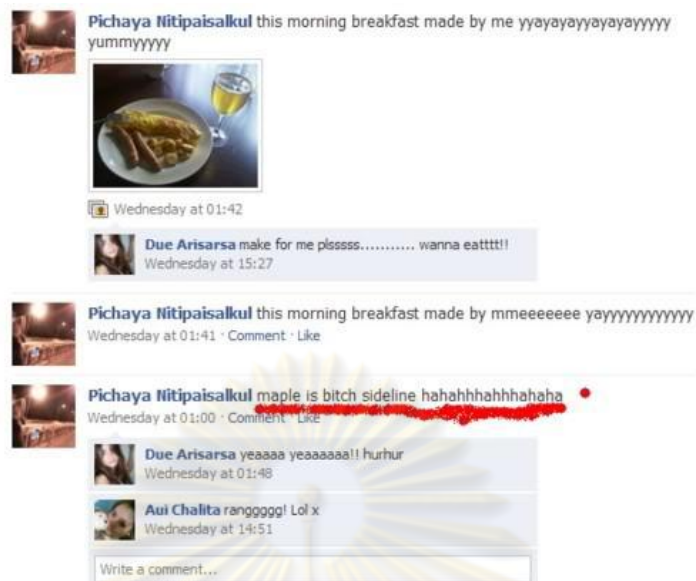 Pichaya Nitipaisalkul this morning breakfast made by me yyayayayyayayayyyyy
yummyyyyy
Wednesday at 01:42
Due Arisarsa make for me plsssss........... wanna eatttt!!
Wednesday at 15:27
Pichaya Nitipaisalkul this morning breakfast made by mmeeeeeee yayyyyyyyyyyy
Wednesday at 01:41 · Comment · Like
Pichaya Nitipaisalkul maple is bitch sideline hahahhhahhhahaha
Wednesday at 01:00 · Comment · Like
Due Arisarsa yeaaaa yeaaaaaa!! hurhur
Wednesday at 01:48
Aui Chalita ranggggg! Lol x
Wednesday at 14:51
Write a comment...